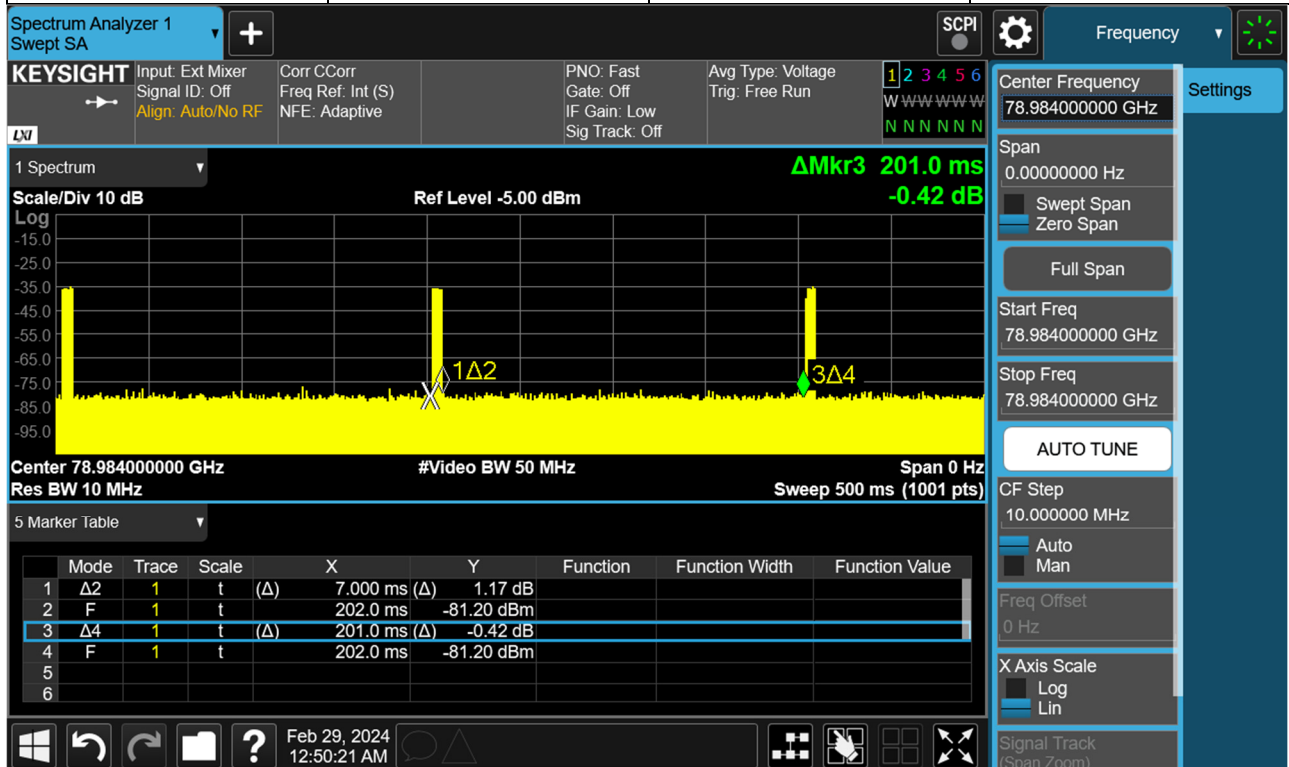 Spectrum Analyzer 1
Swept SA
+
SCPI
Frequency
KEYSIGHT
LXI
Input: Ext Mixer
Signal ID: Off
Align: Auto/No RF
Corr CCorr
Freq Ref: Int (S)
NFE: Adaptive
PNO: Fast
Gate: Off
IF Gain: Low
Sig Track: Off
Avg Type: Voltage
Trig: Free Run
1 2 3 4 5 6
W W W W W W
N N N N N N
Center Frequency
78.984000000 GHz
Settings
Span
0.00000000 Hz
Swept Span
Zero Span
Full Span
Start Freq
78.984000000 GHz
Stop Freq
78.984000000 GHz
AUTO TUNE
CF Step
10.000000 MHz
Auto
Man
Freq Offset
0 Hz
X Axis Scale
Log
Lin
Signal Track
(Span Zoom)
1 Spectrum
ΔMkr3 201.0 ms
-0.42 dB
Scale/Div 10 dB
Ref Level -5.00 dBm
Log
-15.0
-25.0
-35.0
-45.0
-55.0
-65.0
-75.0
-85.0
-95.0
1Δ2
3Δ4
Center 78.984000000 GHz
#Video BW 50 MHz
Span 0 Hz
Res BW 10 MHz
Sweep 500 ms (1001 pts)
5 Marker Table
Mode Trace Scale X Y Function Function Width Function Value
1 Δ2 1 t (Δ) 7.000 ms (Δ) 1.17 dB
2 F 1 t 202.0 ms -81.20 dBm
3 Δ4 1 t (Δ) 201.0 ms (Δ) -0.42 dB
4 F 1 t 202.0 ms -81.20 dBm
5
6
?
Feb 29, 2024
12:50:21 AM